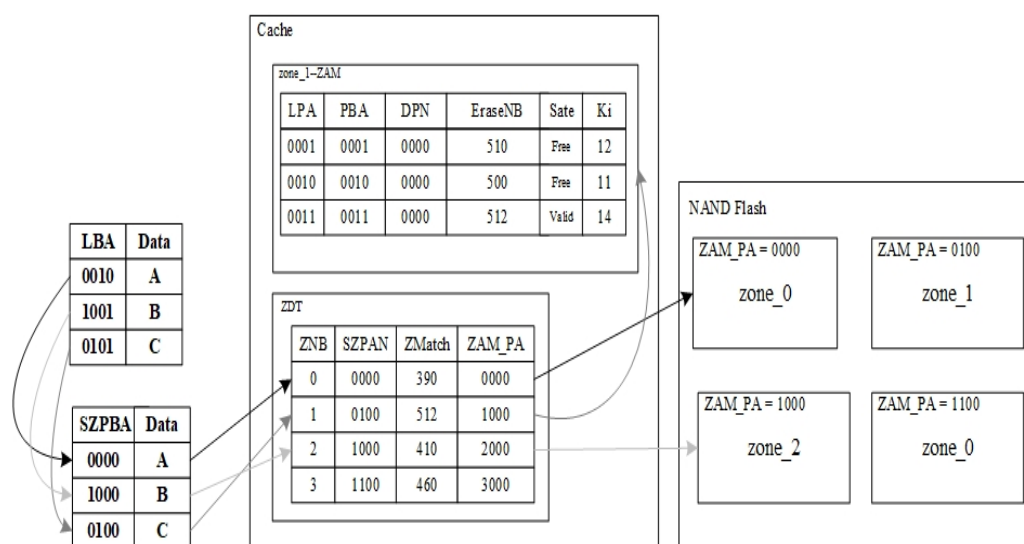 Cache
zone_1--ZAM
LPA PBA DPN EraseNB Sate Ki
0001 0001 0000 510 Free 12
0010 0010 0000 500 Free 11
0011 0011 0000 512 Valid 14
LBA Data
0010 A
1001 B
0101 C
SZPBA Data
0000 A
1000 B
0100 C
ZDT
ZNB SZPAN ZMatch ZAM_PA
0 0000 390 0000
1 0100 512 1000
2 1000 410 2000
3 1100 460 3000
NAND Flash
ZAM_PA = 0000
zone_0
ZAM_PA = 0100
zone_1
ZAM_PA = 1000
zone_2
ZAM_PA = 1100
zone_0